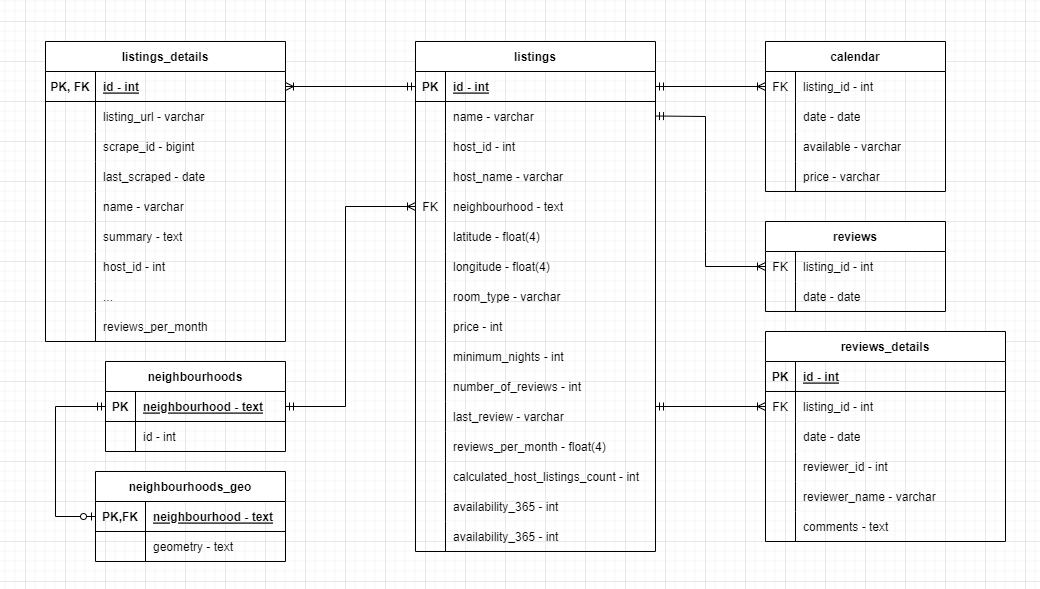 listings_details
PK, FK id - int
listing_url - varchar
scrape_id - bigint
last_scraped - date
name - varchar
summary - text
host_id - int
...
reviews_per_month
neighbourhoods
PK neighbourhood - text
id - int
neighbourhoods_geo
PK,FK neighbourhood - text
geometry - text
listings
PK id - int
name - varchar
host_id - int
host_name - varchar
FK neighbourhood - text
latitude - float(4)
longitude - float(4)
room_type - varchar
price - int
minimum_nights - int
number_of_reviews - int
last_review - varchar
reviews_per_month - float(4)
calculated_host_listings_count - int
availability_365 - int
availability_365 - int
calendar
FK listing_id - int
date - date
available - varchar
price - varchar
reviews
FK listing_id - int
date - date
reviews_details
PK id - int
FK listing_id - int
date - date
reviewer_id - int
reviewer_name - varchar
comments - text